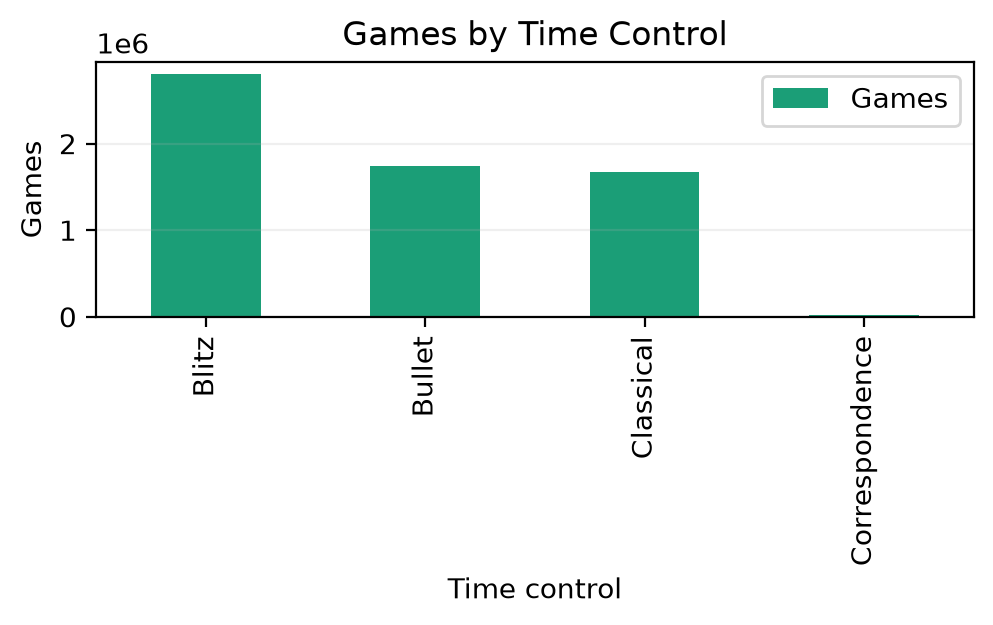 Games by Time Control
1e6
Games
2
1
0
Games
Blitz
Bullet
Classical
Correspondence
Time control